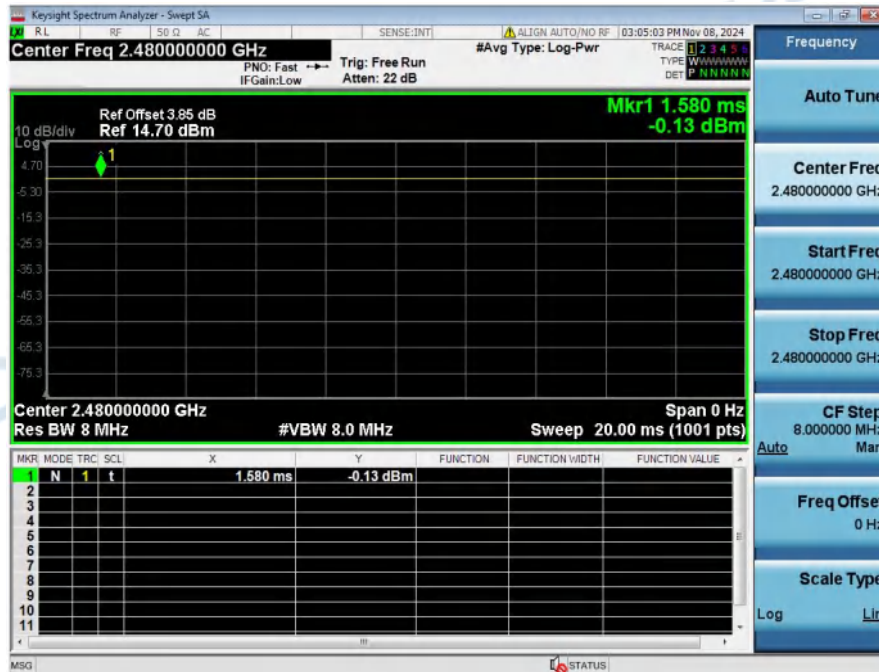 Keysight Spectrum Analyzer - Swept SA
LXI RL RF 50 Ω AC SENSE:INT ALIGN AUTO/NO RF 03:05:03 PM Nov 08, 2024
Center Freq 2.480000000 GHz
PNO: Fast
IFGain:Low
Trig: Free Run
Atten: 22 dB
#Avg Type: Log-Pwr
TRACE 1 2 3 4 5 6
TYPE WWWWWW
DET P N N N N N
Mkr1 1.580 ms
-0.13 dBm
Ref Offset 3.85 dB
10 dB/div Ref 14.70 dBm
Log
1
4.70
-5.30
-15.3
-25.3
-35.3
-45.3
-55.3
-65.3
-75.3
Center 2.480000000 GHz Span 0 Hz
Res BW 8 MHz #VBW 8.0 MHz Sweep 20.00 ms (1001 pts)
MKR MODE TRC SCL X Y FUNCTION FUNCTION WIDTH FUNCTION VALUE
1 N 1 t 1.580 ms -0.13 dBm
2
3
4
5
6
7
8
9
10
11
MSG STATUS
Frequency
Auto Tune
Center Freq
2.480000000 GHz
Start Freq
2.480000000 GHz
Stop Freq
2.480000000 GHz
CF Step
8.000000 MHz
Auto Man
Freq Offset
0 Hz
Scale Type
Log Lin